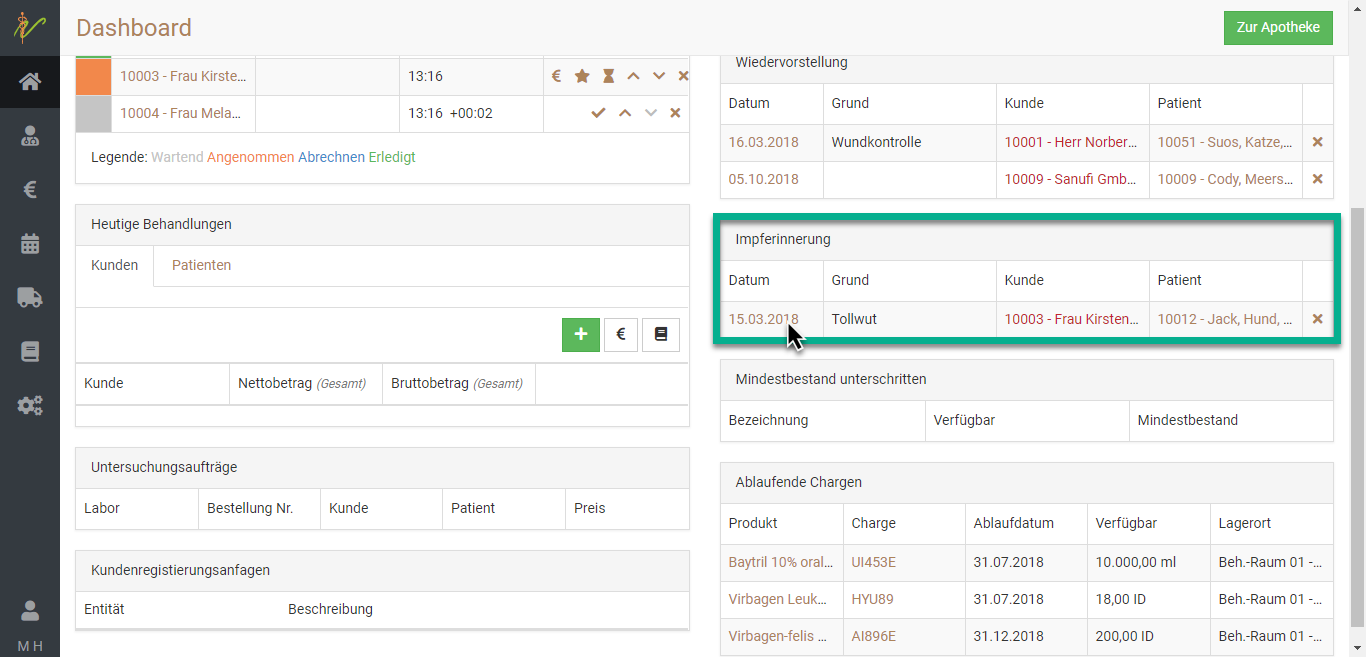 Dashboard
Zur Apotheke
10003 - Frau Kirste... 13:16 €
10004 - Frau Mela... 13:16 +00:02
Legende: Wartend Angenommen Abrechnen Erledigt
Heutige Behandlungen
Kunden Patienten
+ €
Kunde Nettobetrag (Gesamt) Bruttobetrag (Gesamt)
Untersuchungsaufträge
Labor Bestellung Nr. Kunde Patient Preis
Kundenregistierungsanfagen
Entität Beschreibung
Wiedervorstellung
Datum Grund Kunde Patient
16.03.2018 Wundkontrolle 10001 - Herr Norber... 10051 - Suos, Katze,...
05.10.2018 10009 - Sanufi Gmb... 10009 - Cody, Meers...
Impferinnerung
Datum Grund Kunde Patient
15.03.2018 Tollwut 10003 - Frau Kirsten... 10012 - Jack, Hund, ...
Mindestbestand unterschritten
Bezeichnung Verfügbar Mindestbestand
Ablaufende Chargen
Produkt Charge Ablaufdatum Verfügbar Lagerort
Baytril 10% oral... UI453E 31.07.2018 10.000,00 ml Beh.-Raum 01 -...
Virbagen Leuk... HYU89 31.07.2018 18,00 ID Beh.-Raum 01 -...
Virbagen-felis ... AI896E 31.12.2018 200,00 ID Beh.-Raum 01 -...
M H